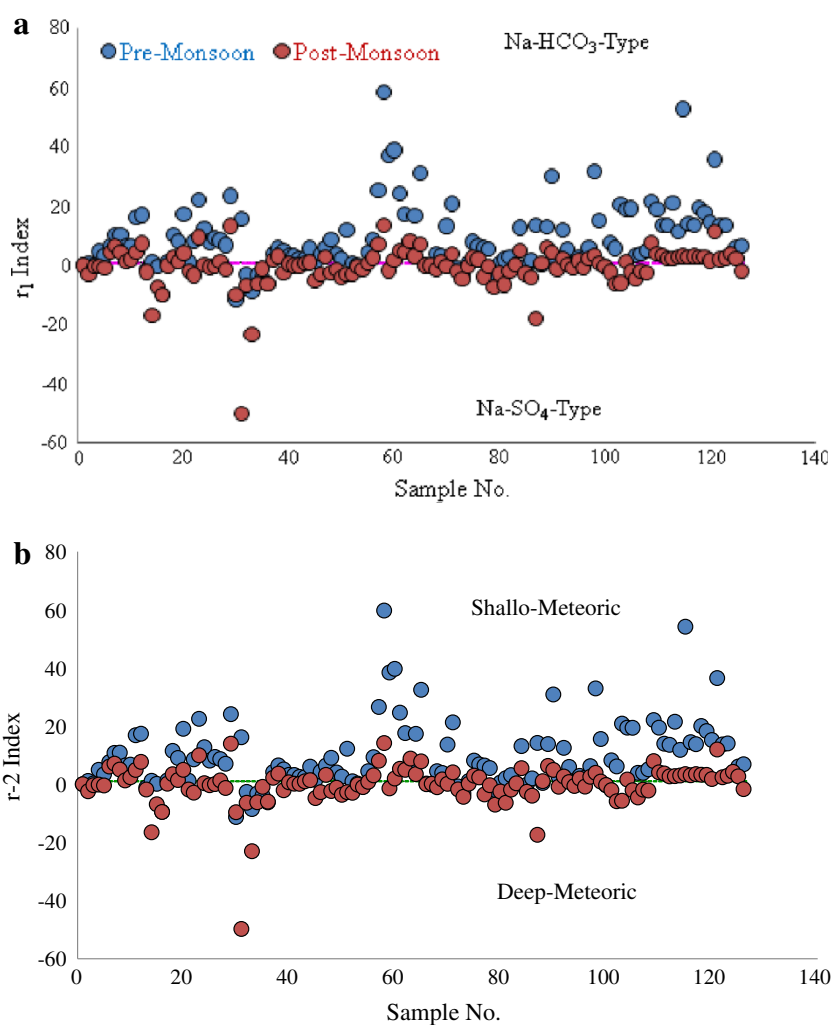 a
80
Pre-Monsoon Post-Monsoon
Na-HCO3-Type
60
40
20
0
-20
-40
-60
r1 Index
Na-SO4-Type
0 20 40 60 80 100 120 140
Sample No.
b
80
60
Shallo-Meteoric
40
20
0
-20
-40
-60
r-2 Index
Deep-Meteoric
0 20 40 60 80 100 120 140
Sample No.